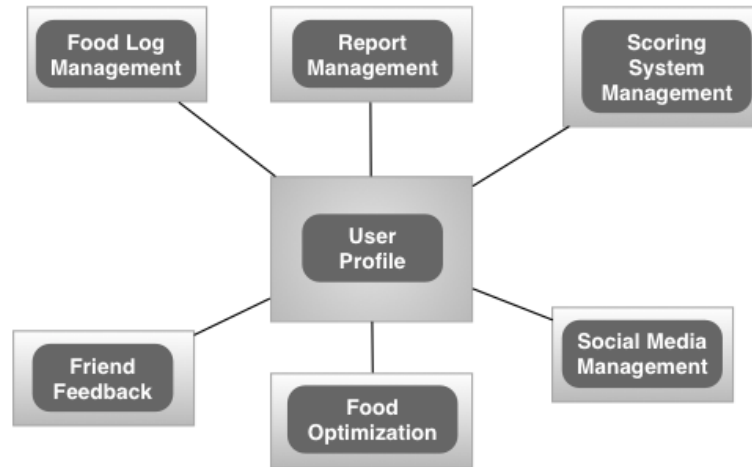 Food Log
Management
Report
Management
Scoring
System
Management
User
Profile
Friend
Feedback
Food
Optimization
Social Media
Management